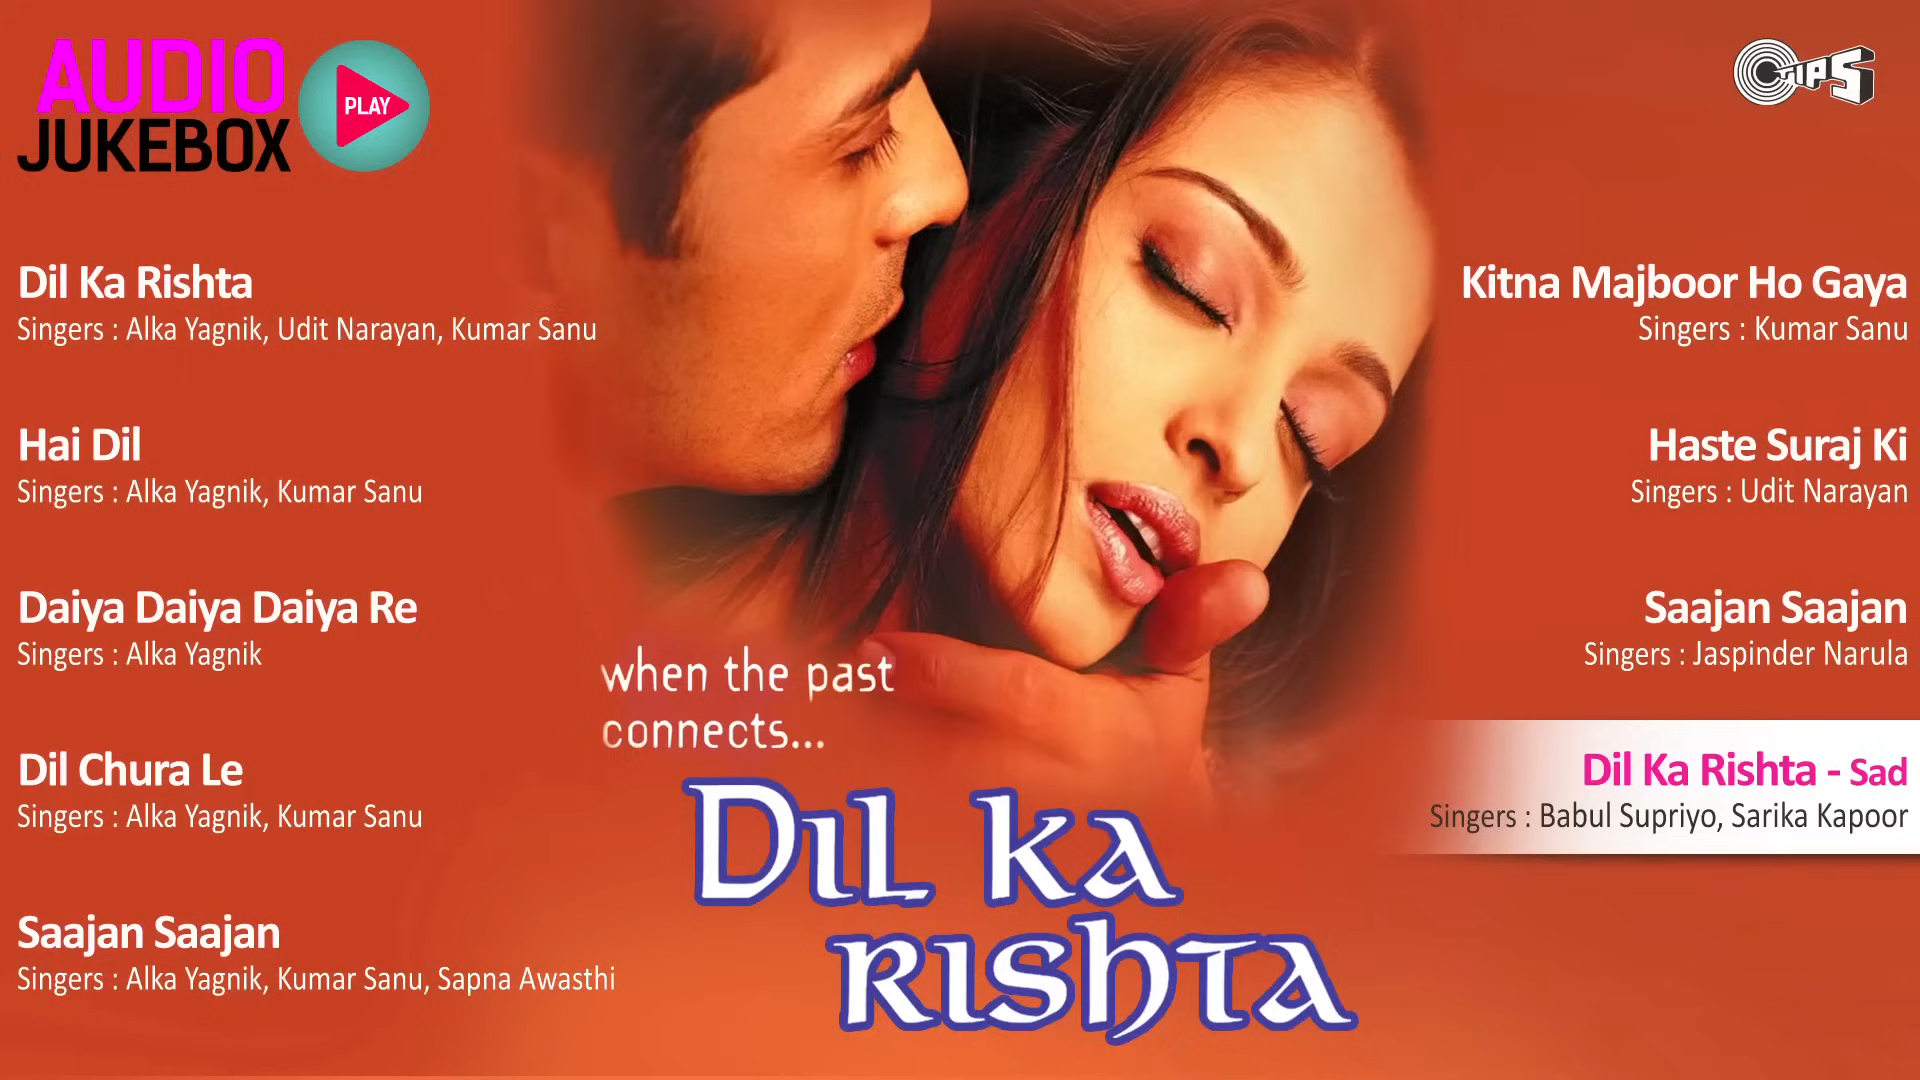 AUDIO
JUKEBOX
PLAY
TIPS
Dil Ka Rishta
Singers : Alka Yagnik, Udit Narayan, Kumar Sanu
Hai Dil
Singers : Alka Yagnik, Kumar Sanu
Daiya Daiya Daiya Re
Singers : Alka Yagnik
Dil Chura Le
Singers : Alka Yagnik, Kumar Sanu
Saajan Saajan
Singers : Alka Yagnik, Kumar Sanu, Sapna Awasthi
when the past
connects...
DIL KA
RISHTA
Kitna Majboor Ho Gaya
Singers : Kumar Sanu
Haste Suraj Ki
Singers : Udit Narayan
Saajan Saajan
Singers : Jaspinder Narula
Dil Ka Rishta - Sad
Singers : Babul Supriyo, Sarika Kapoor